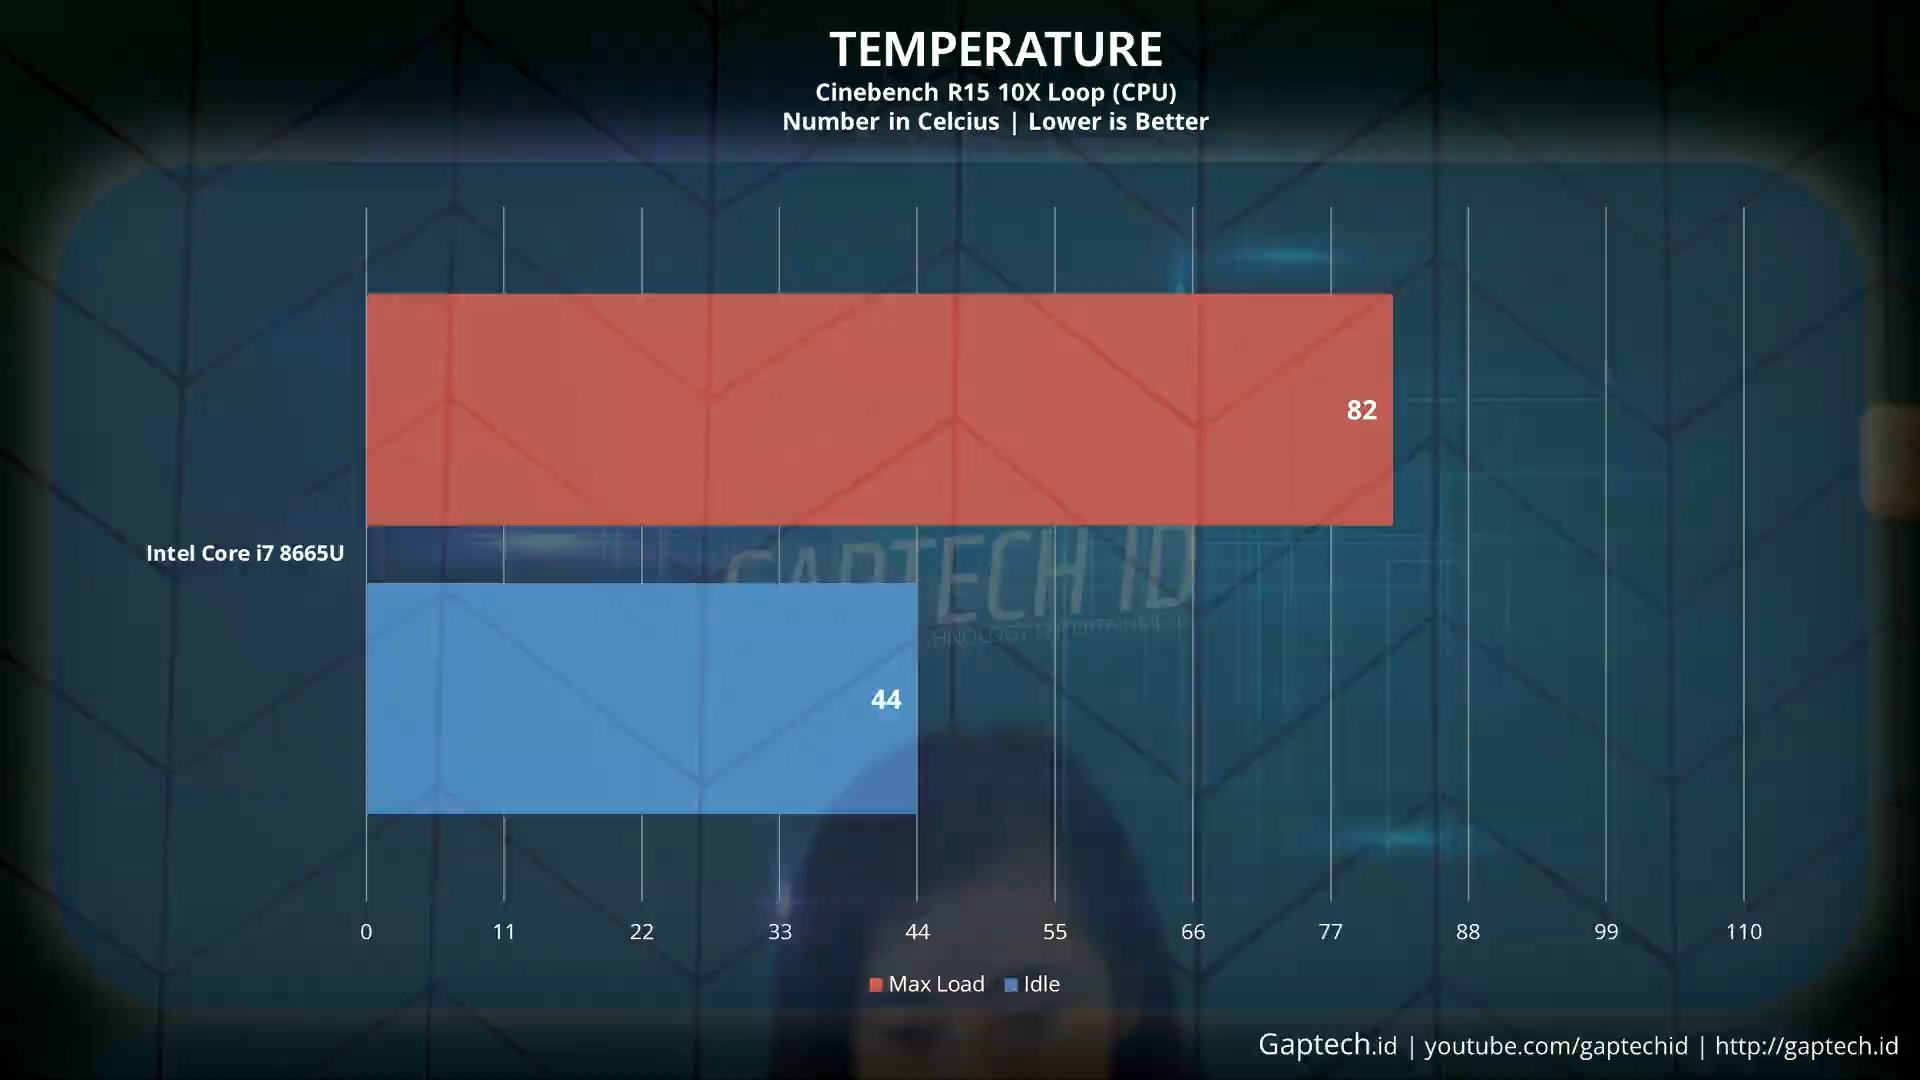 TEMPERATURE
Cinebench R15 10X Loop (CPU)
Number in Celcius | Lower is Better
82
Intel Core i7 8665U
GAPTECH ID
44
0 11 22 33 44 55 66 77 88 99 110
Max Load Idle
Gaptech.id | youtube.com/gaptechid | http://gaptech.id